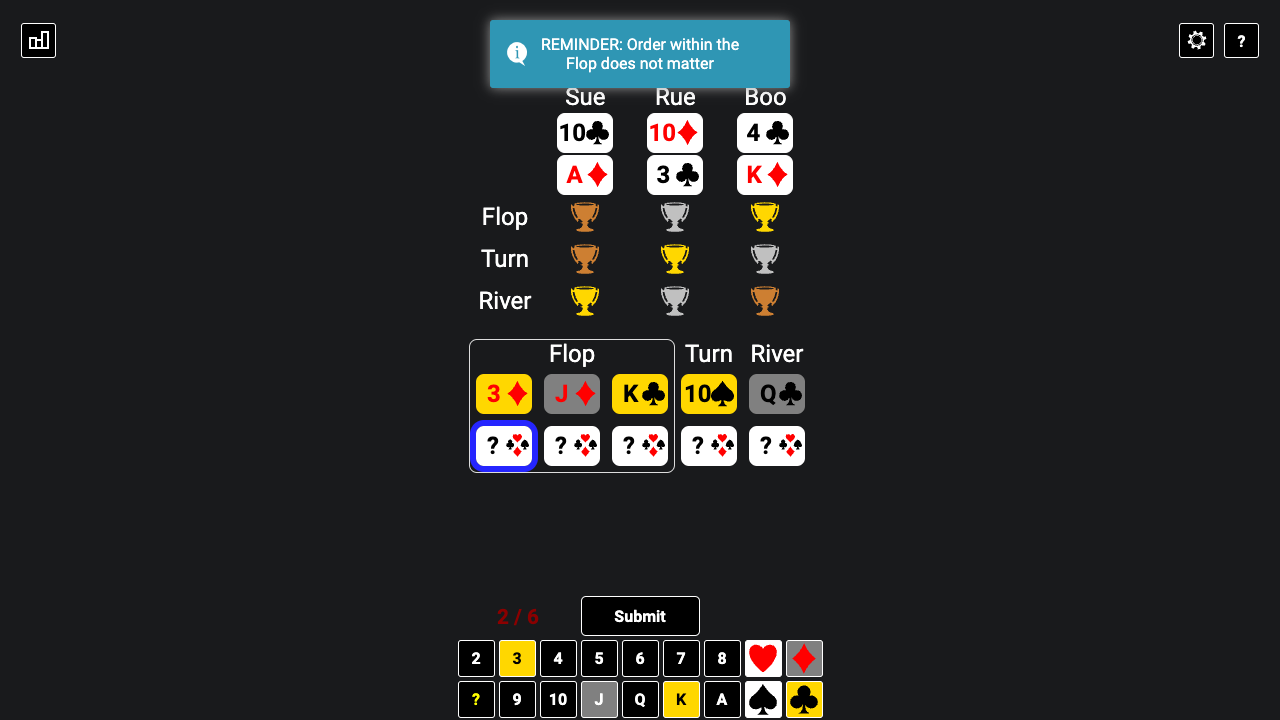 REMINDER: Order within the
Flop does not matter
?
Sue Rue Boo
10 10 4
A 3 K
Flop
Turn
River
Flop Turn River
3 J K 10 Q
? ? ? ? ?
2 / 6 Submit
2 3 4 5 6 7 8
? 9 10 J Q K A